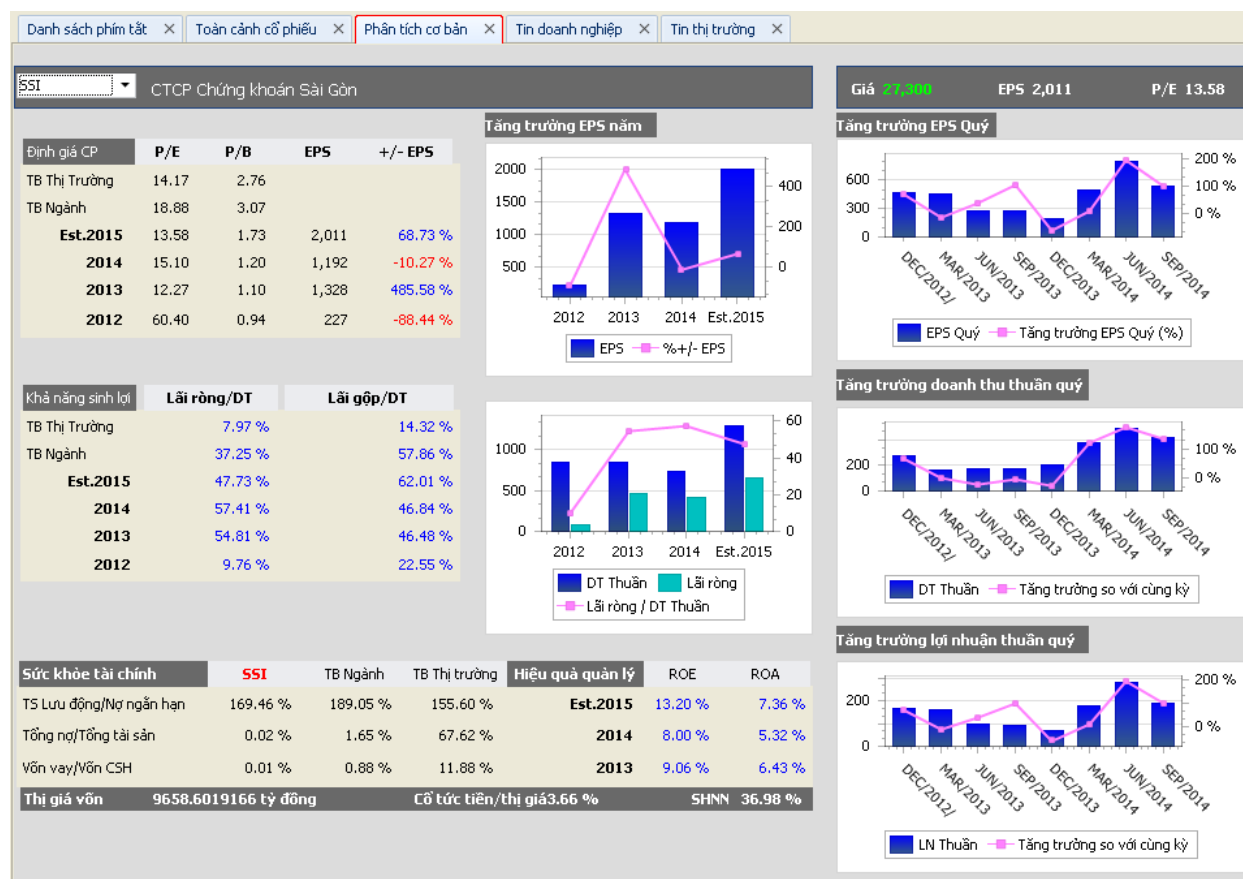 Danh sách phím tắt
Toàn cảnh cổ phiếu
Phân tích cơ bản
Tin doanh nghiệp
Tin thị trường
SSI
CTCP Chứng khoán Sài Gòn
Giá 27,300 EPS 2,011 P/E 13.58
Định giá CP P/E P/B EPS +/- EPS
TB Thị Trường 14.17 2.76
TB Ngành 18.88 3.07
Est.2015 13.58 1.73 2,011 68.73 %
2014 15.10 1.20 1,192 -10.27 %
2013 12.27 1.10 1,328 485.58 %
2012 60.40 0.94 227 -88.44 %
Tăng trưởng EPS năm
2000
1500
1000
500
400
200
0
2012 2013 2014 Est.2015
EPS %+/- EPS
Tăng trưởng EPS Quý
600
300
0
200 %
100 %
0 %
DEC/2012/ MAR/2013 JUN/2013 SEP/2013 DEC/2013 MAR/2014 JUN/2014 SEP/2014
EPS Quý Tăng trưởng EPS Quý (%)
Khả năng sinh lợi Lãi ròng/DT Lãi gộp/DT
TB Thị Trường 7.97 % 14.32 %
TB Ngành 37.25 % 57.86 %
Est.2015 47.73 % 62.01 %
2014 57.41 % 46.84 %
2013 54.81 % 46.48 %
2012 9.76 % 22.55 %
1000
500
0
60
40
20
0
2012 2013 2014 Est.2015
DT Thuần Lãi ròng
Lãi ròng / DT Thuần
Tăng trưởng doanh thu thuần quý
200
0
100 %
0 %
DEC/2012/ MAR/2013 JUN/2013 SEP/2013 DEC/2013 MAR/2014 JUN/2014 SEP/2014
DT Thuần Tăng trưởng so với cùng kỳ
Sức khỏe tài chính SSI TB Ngành TB Thị trường Hiệu quả quản lý ROE ROA
TS Lưu động/Nợ ngắn hạn 169.46 % 189.05 % 155.60 % Est.2015 13.20 % 7.36 %
Tổng nợ/Tổng tài sản 0.02 % 1.65 % 67.62 % 2014 8.00 % 5.32 %
Vốn vay/Vốn CSH 0.01 % 0.88 % 11.88 % 2013 9.06 % 6.43 %
Thị giá vốn 9658.6019166 tỷ đồng Cổ tức tiền/thị giá3.66 % SHNN 36.98 %
Tăng trưởng lợi nhuận thuần quý
200
0
200 %
0 %
DEC/2012/ MAR/2013 JUN/2013 SEP/2013 DEC/2013 MAR/2014 JUN/2014 SEP/2014
LN Thuần Tăng trưởng so với cùng kỳ